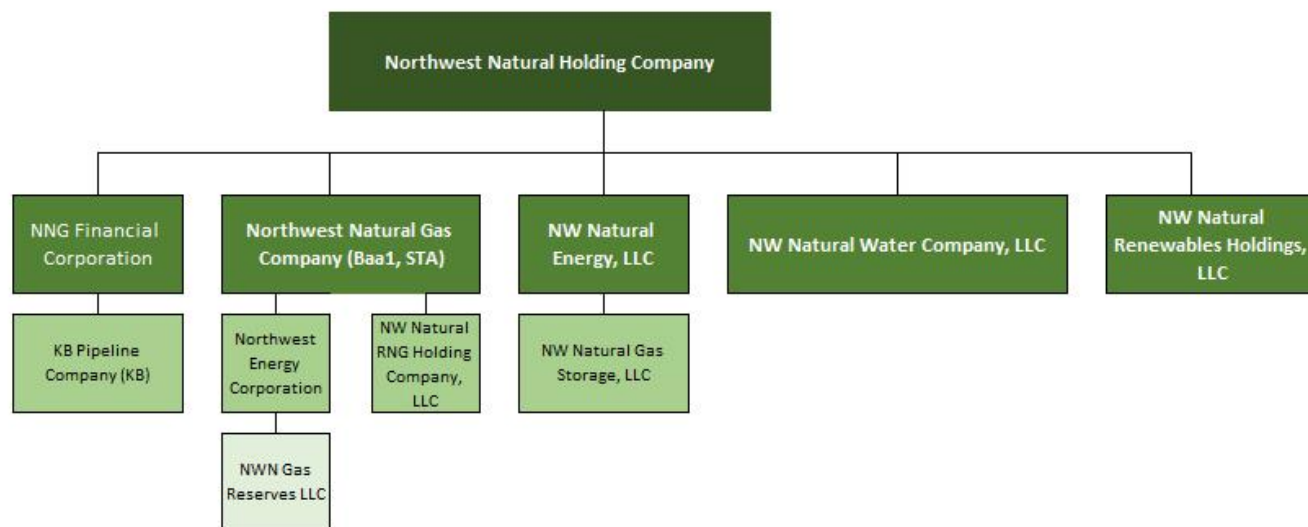 Northwest Natural Holding Company
NNG Financial
Corporation
Northwest Natural Gas
Company (Baa1, STA)
NW Natural
Energy, LLC
NW Natural Water Company, LLC
NW Natural
Renewables Holdings,
LLC
KB Pipeline
Company (KB)
Northwest
Energy
Corporation
NW Natural
RNG Holding
Company,
LLC
NW Natural Gas
Storage, LLC
NWN Gas
Reserves LLC